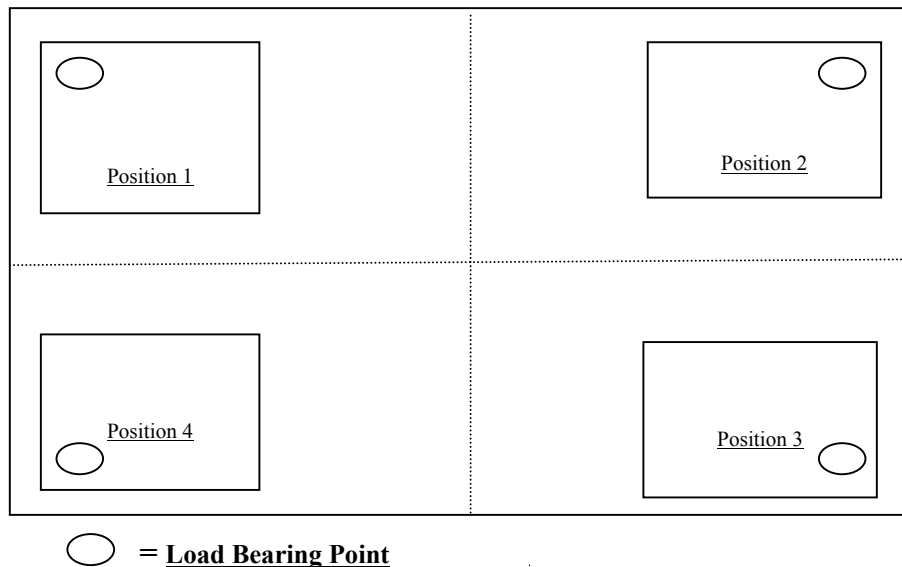 Position 1
Position 2
Position 4
Position 3
= Load Bearing Point